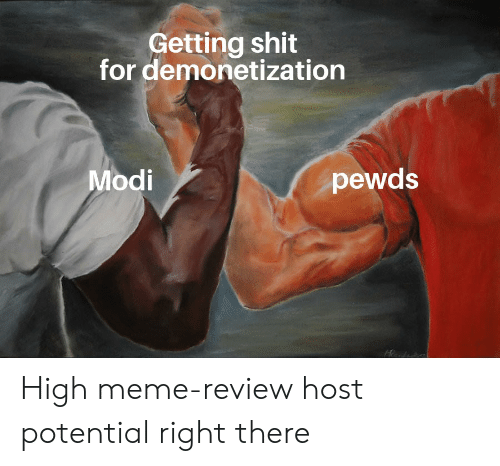 Getting shit
for demonetization
Modi
pewds
High meme-review host
potential right there